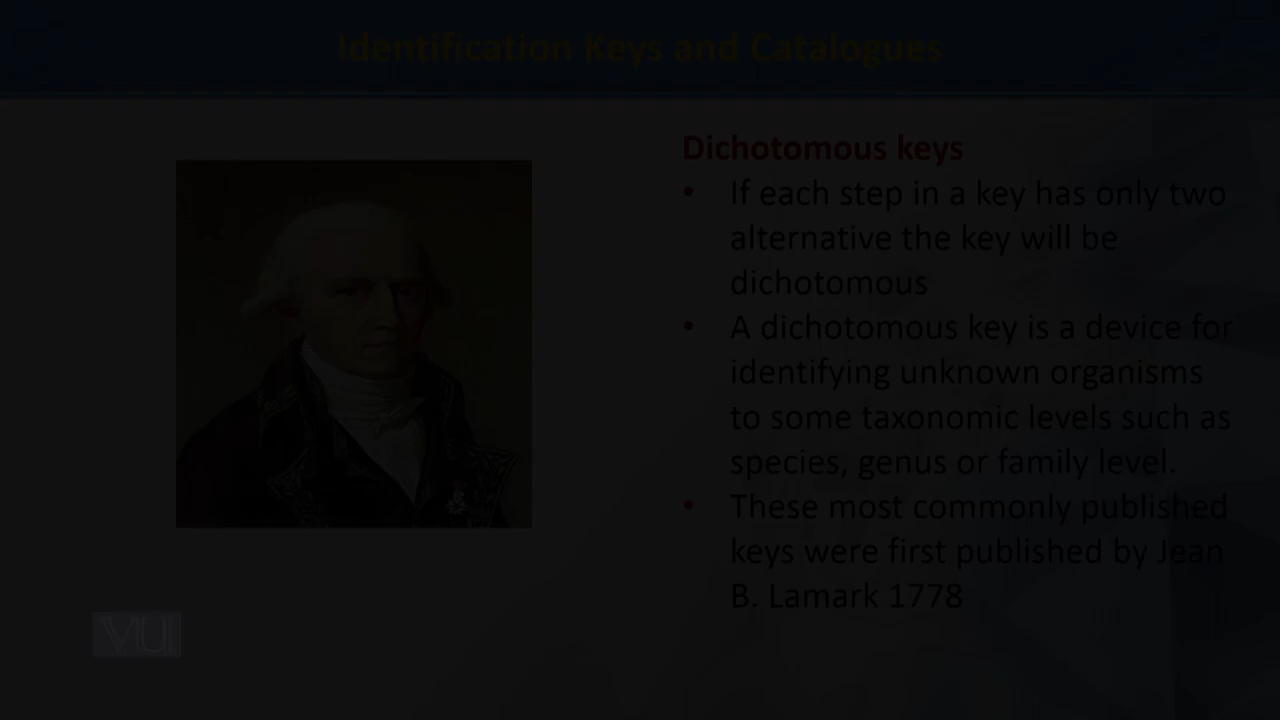 Identification Keys and Catalogues
Dichotomous keys
• If each step in a key has only two
alternative the key will be
dichotomous
• A dichotomous key is a device for
identifying unknown organisms
to some taxonomic levels such as
species, genus or family level.
• These most commonly published
keys were first published by Jean
B. Lamark 1778
VU